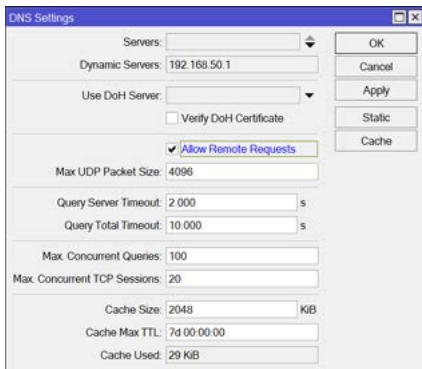 DNS Settings
Servers:
OK
Dynamic Servers: 192.168.50.1
Cancel
Use DoH Server:
Apply
Verify DoH Certificate
Static
Allow Remote Requests
Cache
Max UDP Packet Size: 4096
Query Server Timeout: 2.000 s
Query Total Timeout: 10.000 s
Max. Concurrent Queries: 100
Max. Concurrent TCP Sessions: 20
Cache Size: 2048 KiB
Cache Max TTL: 7d 00:00:00
Cache Used: 29 KiB